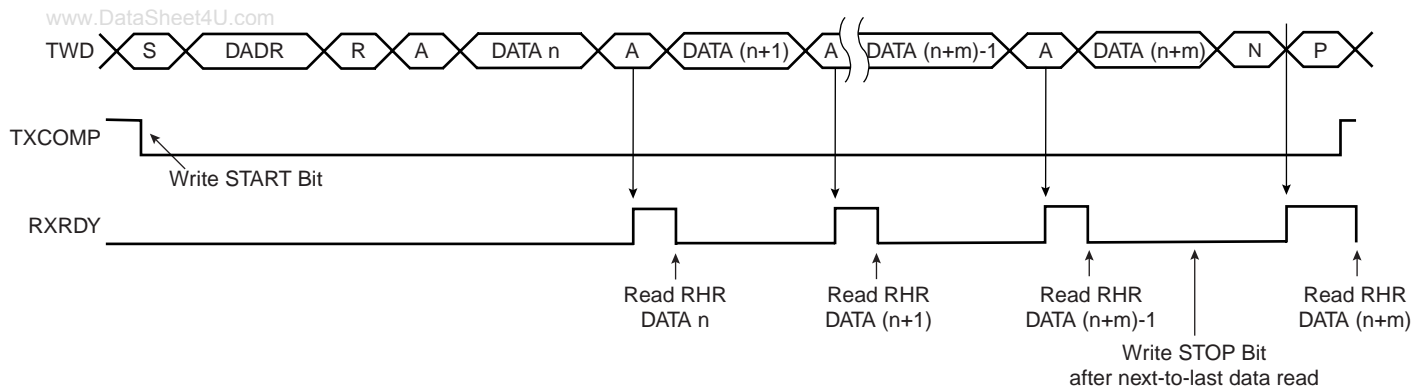 www.DataSheet4U.com
TWD S DADR R A DATA n A DATA (n+1) A DATA (n+m)-1 A DATA (n+m) N P
TXCOMP
Write START Bit
RXRDY
Read RHR Read RHR Read RHR Read RHR
DATA n DATA (n+1) DATA (n+m)-1 DATA (n+m)
Write STOP Bit
after next-to-last data read